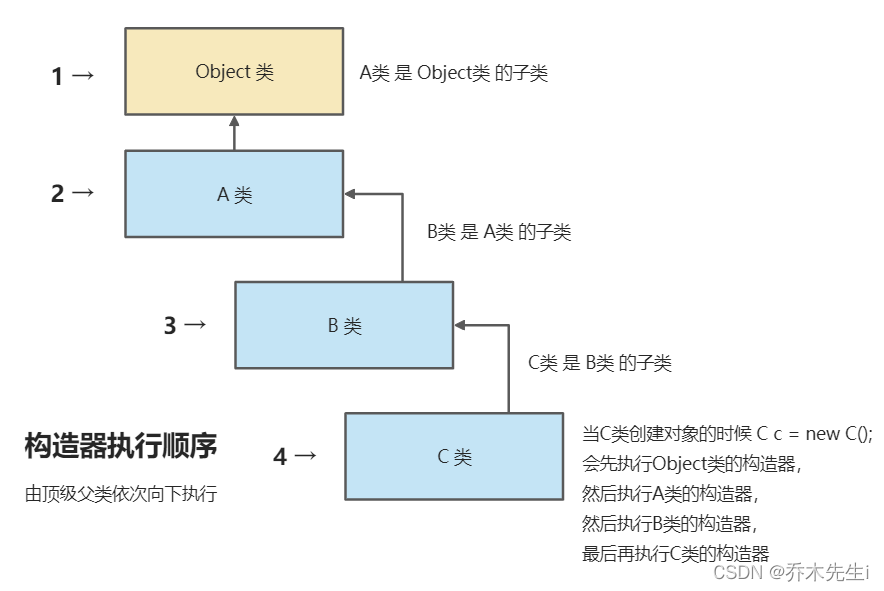 1 →
Object 类
A类 是 Object类 的子类
2 →
A 类
B类 是 A类 的子类
3 →
B 类
C类 是 B类 的子类
构造器执行顺序
由顶级父类依次向下执行
4 →
C 类
当C类创建对象的时候 C c = new C();
会先执行Object类的构造器，
然后执行A类的构造器，
然后执行B类的构造器，
最后再执行C类的构造器
CSDN @乔木先生i